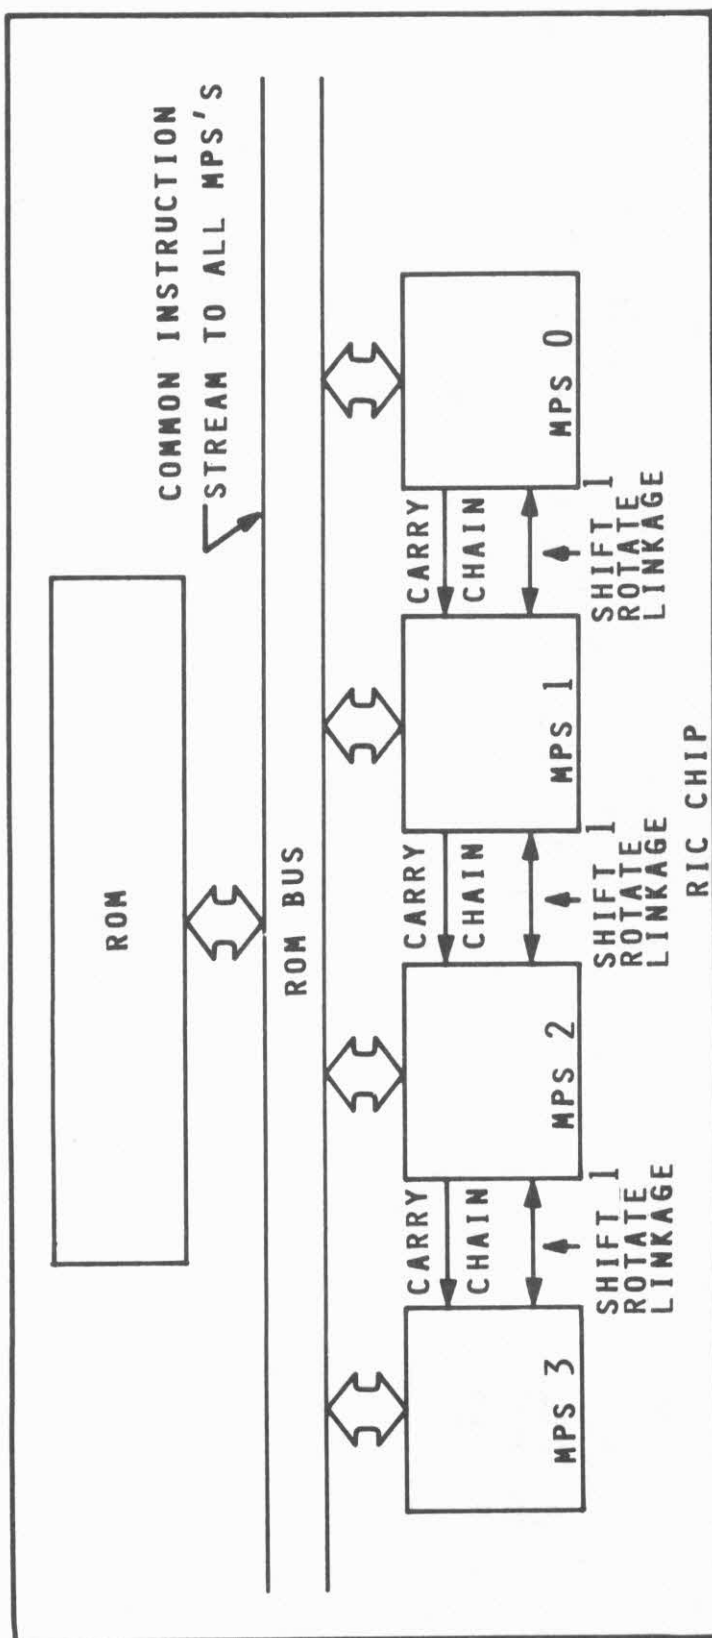 COMMON INSTRUCTION
STREAM TO ALL MPS'S
ROM
ROM BUS
CARRY
CHAIN
CARRY
CHAIN
CARRY
CHAIN
MPS 3
MPS 2
MPS 1
MPS 0
SHIFT 1
ROTATE
LINKAGE
SHIFT 1
ROTATE
LINKAGE
SHIFT 1
ROTATE
LINKAGE
RIC CHIP